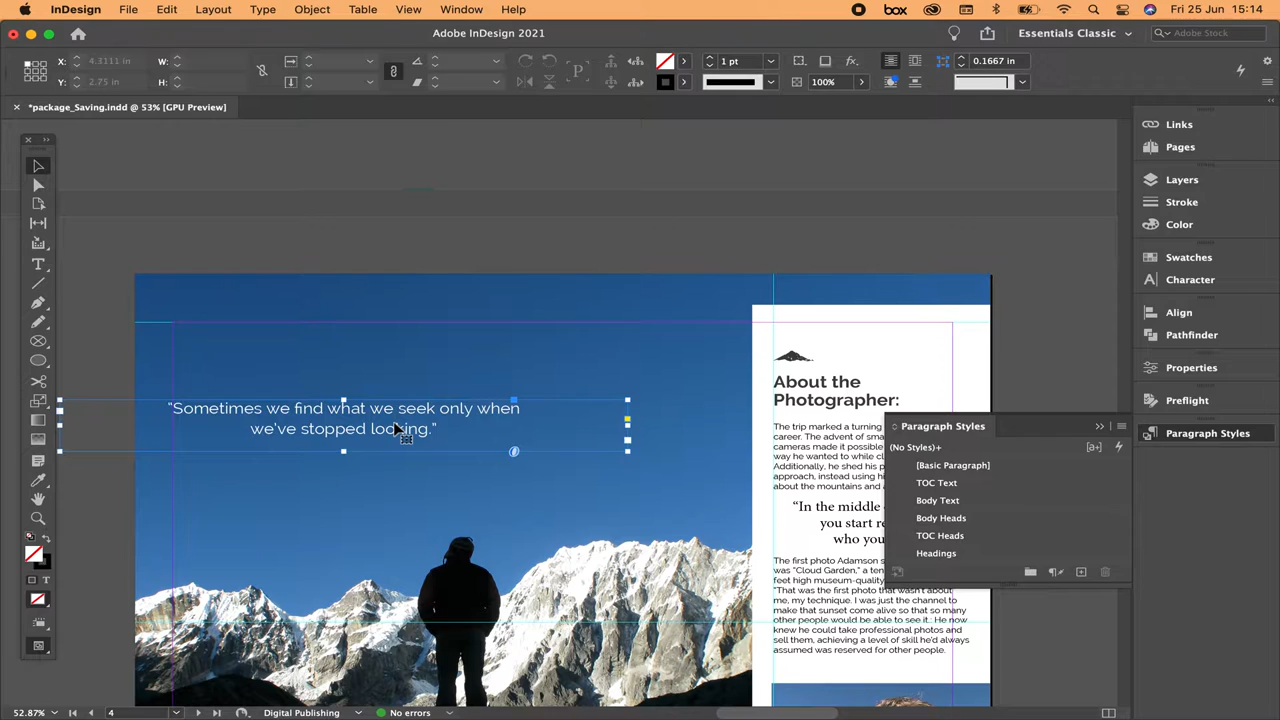 InDesign File Edit Layout Type Object Table View Window Help box Fri 25 Jun 15:14
Adobe InDesign 2021 Essentials Classic Adobe Stock
X: 4.3111 in W: 1 pt 0.1667 in
Y: 2.75 in H: 100% fx.
*package_Saving.indd @ 53% [GPU Preview]
Links
Pages
Layers
Stroke
Color
Swatches
Character
Align
Pathfinder
Properties
Preflight
Paragraph Styles
"Sometimes we find what we seek only when
we've stopped looking."
About the
Photographer:
The trip marked a turning
career. The advent of sma
cameras made it possible
way he wanted to while cl
Additionally, he shed his p
approach, instead using hi
about the mountains and a
“In the middle
you start re
who you
The first photo Adamson s
was "Cloud Garden," a ten
feet high museum-quality
"That was the first photo that wasn't about
me, my technique. I was just the channel to
make that sunset come alive so that so many
other people would be able to see it.: He now
knew he could take professional photos and
sell them, achieving a level of skill he'd always
assumed was reserved for other people.
Paragraph Styles
(No Styles)+ [a+]
[Basic Paragraph]
TOC Text
Body Text
Body Heads
TOC Heads
Headings
52.87% 4 Digital Publishing No errors